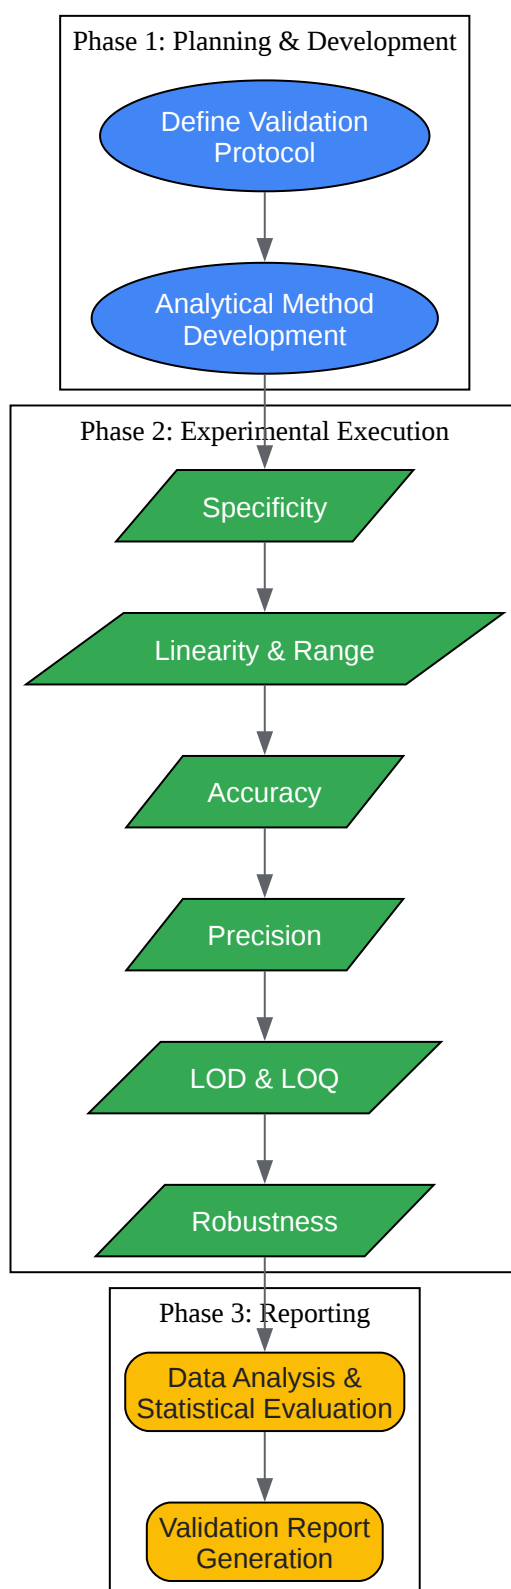 Phase 1: Planning & Development
Define Validation
Protocol
Analytical Method
Development
Phase 2: Experimental Execution
Specificity
Linearity & Range
Accuracy
Precision
LOD & LOQ
Robustness
Phase 3: Reporting
Data Analysis &
Statistical Evaluation
Validation Report
Generation